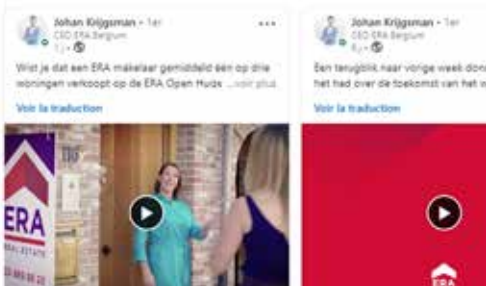 Johan Krijgsman • 1er
CEO ERA Belgium
1 j •
Wist je dat een ERA makelaar gemiddeld één op drie
woningen verkoopt op de ERA Open Huis ...voir plus
Voir la traduction
ERA
REAL ESTATE
110
Johan Krijgsman • 1er
CEO ERA Belgium
Een terugblik naar vorige week
het had over de toekomst van het
Voir la traduction
ERA